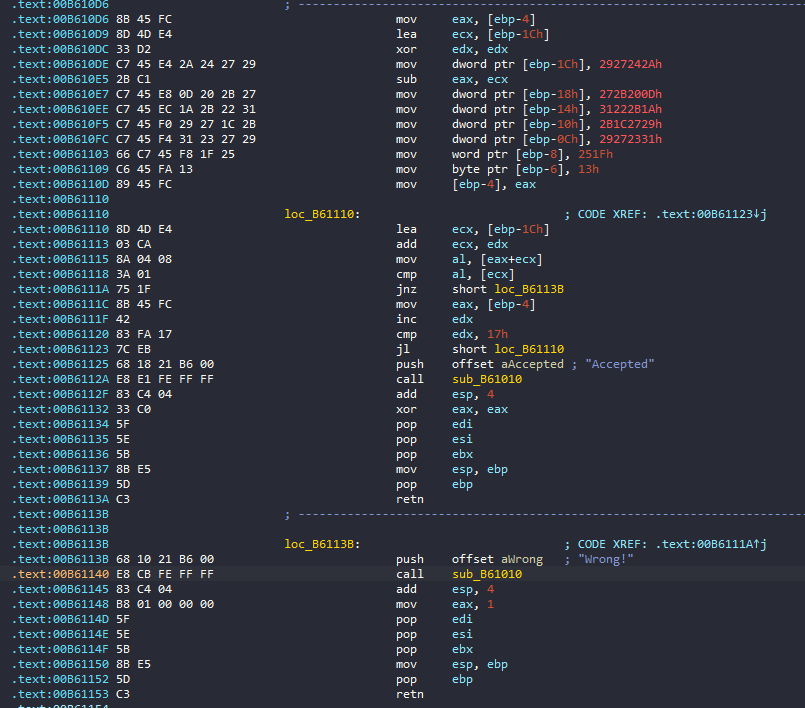 .text:00B610D6 ; ---------------------------------------------------------------------------
.text:00B610D6 8B 45 FC mov eax, [ebp-4]
.text:00B610D9 8D 4D E4 lea ecx, [ebp-1Ch]
.text:00B610DC 33 D2 xor edx, edx
.text:00B610DE C7 45 E4 2A 24 27 29 mov dword ptr [ebp-1Ch], 2927242Ah
.text:00B610E5 2B C1 sub eax, ecx
.text:00B610E7 C7 45 E8 0D 20 2B 27 mov dword ptr [ebp-18h], 272B200Dh
.text:00B610EE C7 45 EC 1A 2B 22 31 mov dword ptr [ebp-14h], 31222B1Ah
.text:00B610F5 C7 45 F0 29 27 1C 2B mov dword ptr [ebp-10h], 2B1C2729h
.text:00B610FC C7 45 F4 31 23 27 29 mov dword ptr [ebp-0Ch], 29272331h
.text:00B61103 66 C7 45 F8 1F 25 mov word ptr [ebp-8], 251Fh
.text:00B61109 C6 45 FA 13 mov byte ptr [ebp-6], 13h
.text:00B6110D 89 45 FC mov [ebp-4], eax
.text:00B61110
.text:00B61110 loc_B61110: ; CODE XREF: .text:00B61123↓j
.text:00B61110 8D 4D E4 lea ecx, [ebp-1Ch]
.text:00B61113 03 CA add ecx, edx
.text:00B61115 8A 04 08 mov al, [eax+ecx]
.text:00B61118 3A 01 cmp al, [ecx]
.text:00B6111A 75 1F jnz short loc_B6113B
.text:00B6111C 8B 45 FC mov eax, [ebp-4]
.text:00B6111F 42 inc edx
.text:00B61120 83 FA 17 cmp edx, 17h
.text:00B61123 7C EB jl short loc_B61110
.text:00B61125 68 18 21 B6 00 push offset aAccepted ; "Accepted"
.text:00B6112A E8 E1 FE FF FF call sub_B61010
.text:00B6112F 83 C4 04 add esp, 4
.text:00B61132 33 C0 xor eax, eax
.text:00B61134 5F pop edi
.text:00B61135 5E pop esi
.text:00B61136 5B pop ebx
.text:00B61137 8B E5 mov esp, ebp
.text:00B61139 5D pop ebp
.text:00B6113A C3 retn
.text:00B6113B ; ---------------------------------------------------------------------------
.text:00B6113B
.text:00B6113B loc_B6113B: ; CODE XREF: .text:00B6111A↑j
.text:00B6113B 68 10 21 B6 00 push offset aWrong ; "Wrong!"
.text:00B61140 E8 CB FE FF FF call sub_B61010
.text:00B61145 83 C4 04 add esp, 4
.text:00B61148 B8 01 00 00 00 mov eax, 1
.text:00B6114D 5F pop edi
.text:00B6114E 5E pop esi
.text:00B6114F 5B pop ebx
.text:00B61150 8B E5 mov esp, ebp
.text:00B61152 5D pop ebp
.text:00B61153 C3 retn